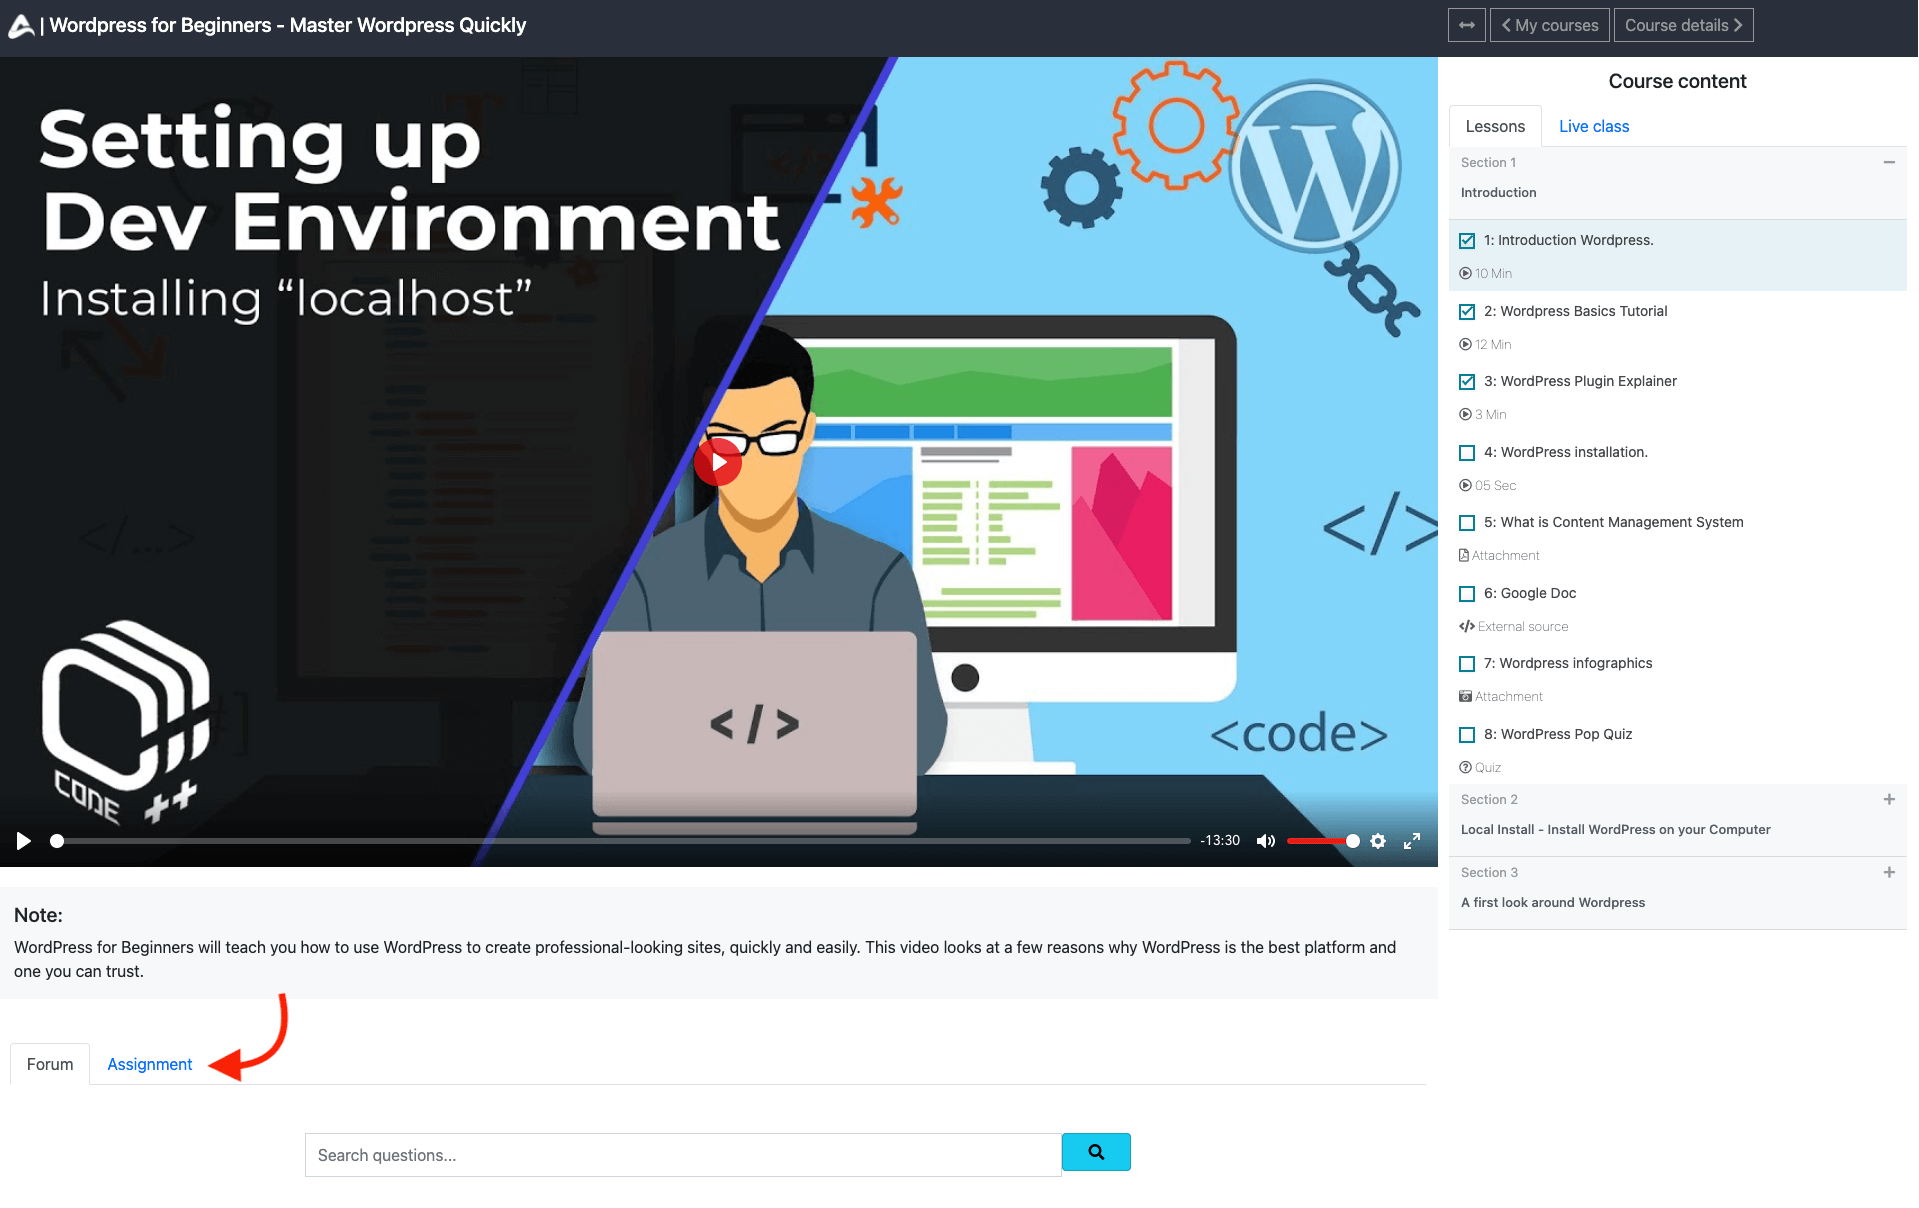 | Wordpress for Beginners - Master Wordpress Quickly
My courses
Course details
Setting up
Dev Environment
Installing “localhost”
</...>
</>
</>
<code>
CODE ++
-13:30
Course content
Lessons
Live class
Section 1
Introduction
1: Introduction Wordpress.
10 Min
2: Wordpress Basics Tutorial
12 Min
3: WordPress Plugin Explainer
3 Min
4: WordPress installation.
05 Sec
5: What is Content Management System
Attachment
6: Google Doc
External source
7: Wordpress infographics
Attachment
8: WordPress Pop Quiz
Quiz
Section 2
Local Install - Install WordPress on your Computer
Section 3
A first look around Wordpress
Note:
WordPress for Beginners will teach you how to use WordPress to create professional-looking sites, quickly and easily. This video looks at a few reasons why WordPress is the best platform and
one you can trust.
Forum
Assignment
Search questions...